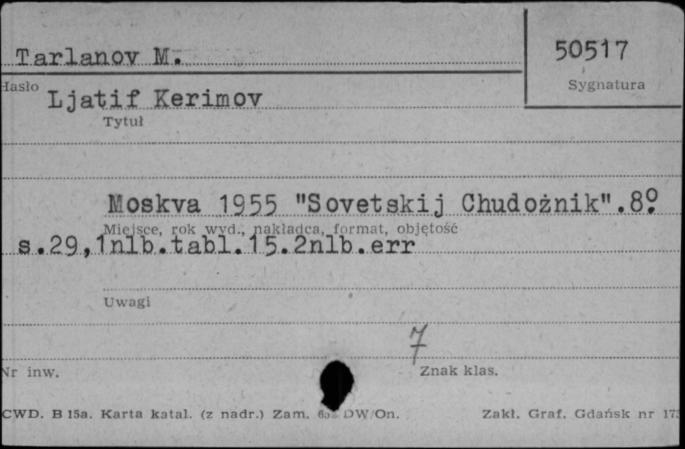 Tarlanov M.
50517
Hasło
Sygnatura
Ljatif Kerimov
Tytuł
Moskva 1955 "Sovetskij Chudożnik".8º
Miejsce, rok wyd., nakładca, format, objętość
s.29,1nlb.tabl.15.2nlb.err
Uwagi
7
Nr inw.
Znak klas.
CWD. B 15a. Karta katal. (z nadr.) Zam. DW/On.
Zakł. Graf. Gdańsk nr 173